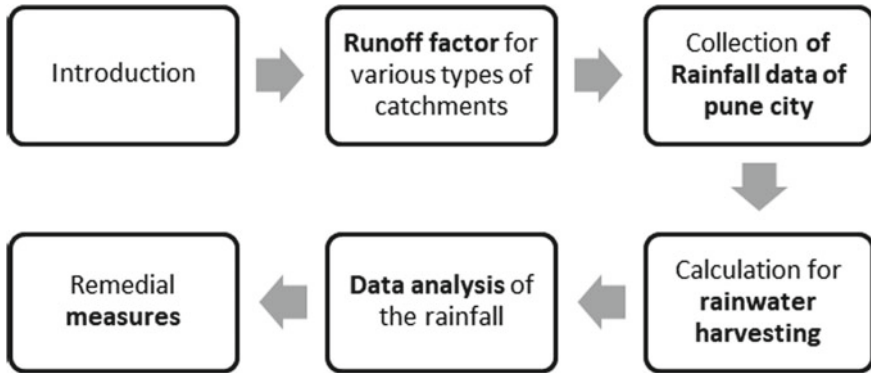 Introduction
Runoff factor for
various types of
catchments
Collection of
Rainfall data of
pune city
Calculation for
rainwater
harvesting
Data analysis of
the rainfall
Remedial
measures